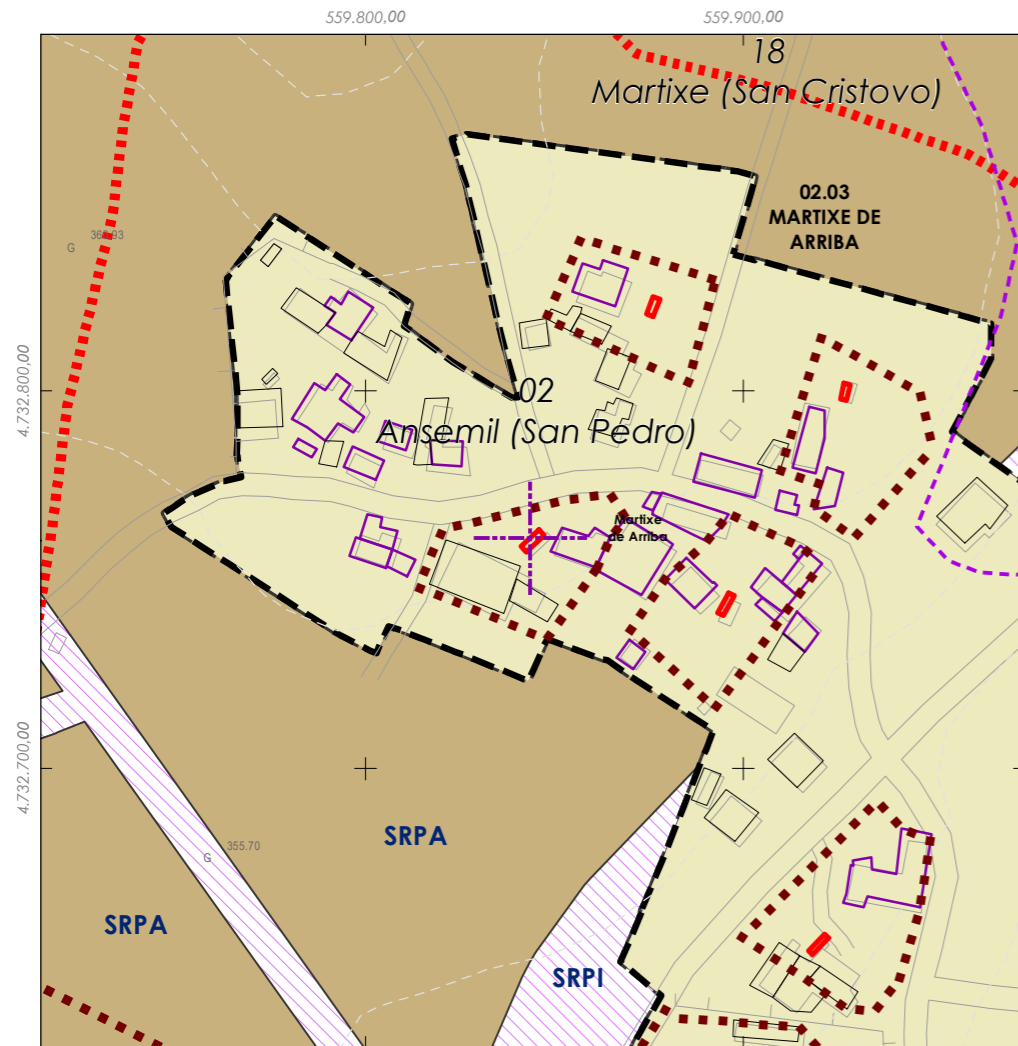 559.800,00
559.900,00
18
Martixe (San Cristovo)
02.03
MARTIXE DE
ARRIBA
G
4.732.800,00
02
Ansemil (San Pedro)
Martixe
de Arriba
4.732.700,00
SRPA
G 355.70
SRPA
SRPI